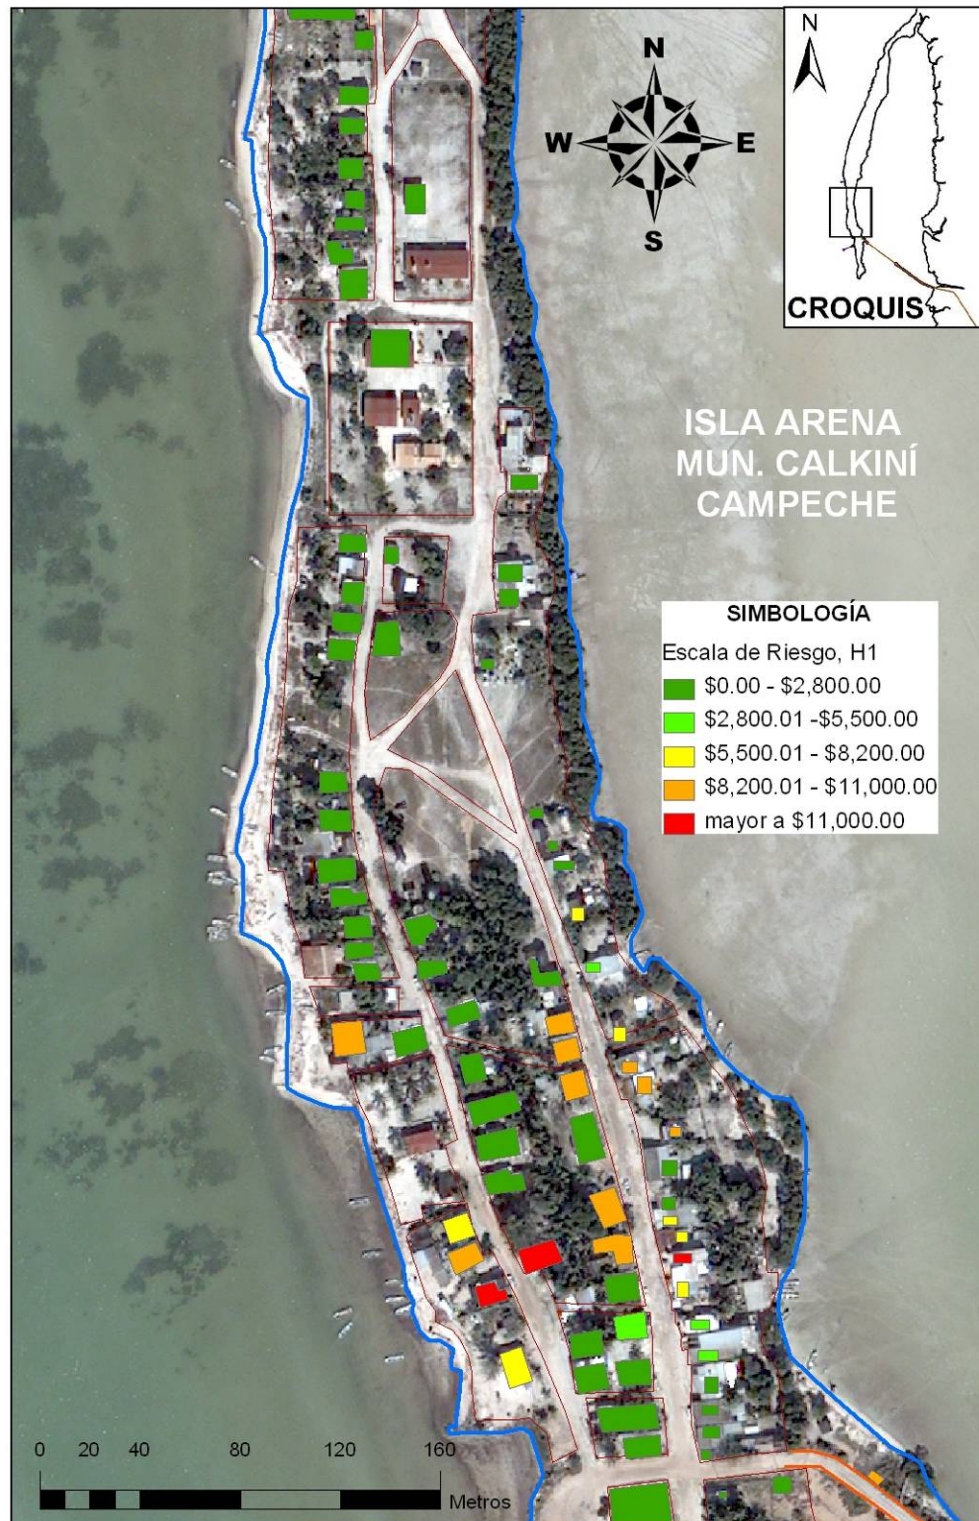 N
W E
S
N
CROQUIS
ISLA ARENA
MUN. CALKINÍ
CAMPECHE
SIMBOLOGÍA
Escala de Riesgo, H1
$0.00 - $2,800.00
$2,800.01 -$5,500.00
$5,500.01 - $8,200.00
$8,200.01 - $11,000.00
mayor a $11,000.00
0 20 40 80 120 160
Metros